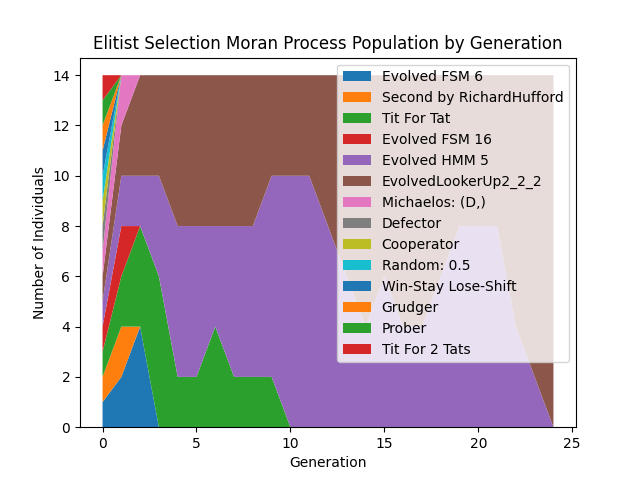 Elitist Selection Moran Process Population by Generation
14
12
10
8
6
4
2
0
Number of Individuals
Evolved FSM 6
Second by RichardHufford
Tit For Tat
Evolved FSM 16
Evolved HMM 5
EvolvedLookerUp2_2_2
Michaelos: (D,)
Defector
Cooperator
Random: 0.5
Win-Stay Lose-Shift
Grudger
Prober
Tit For 2 Tats
0 5 10 15 20 25
Generation